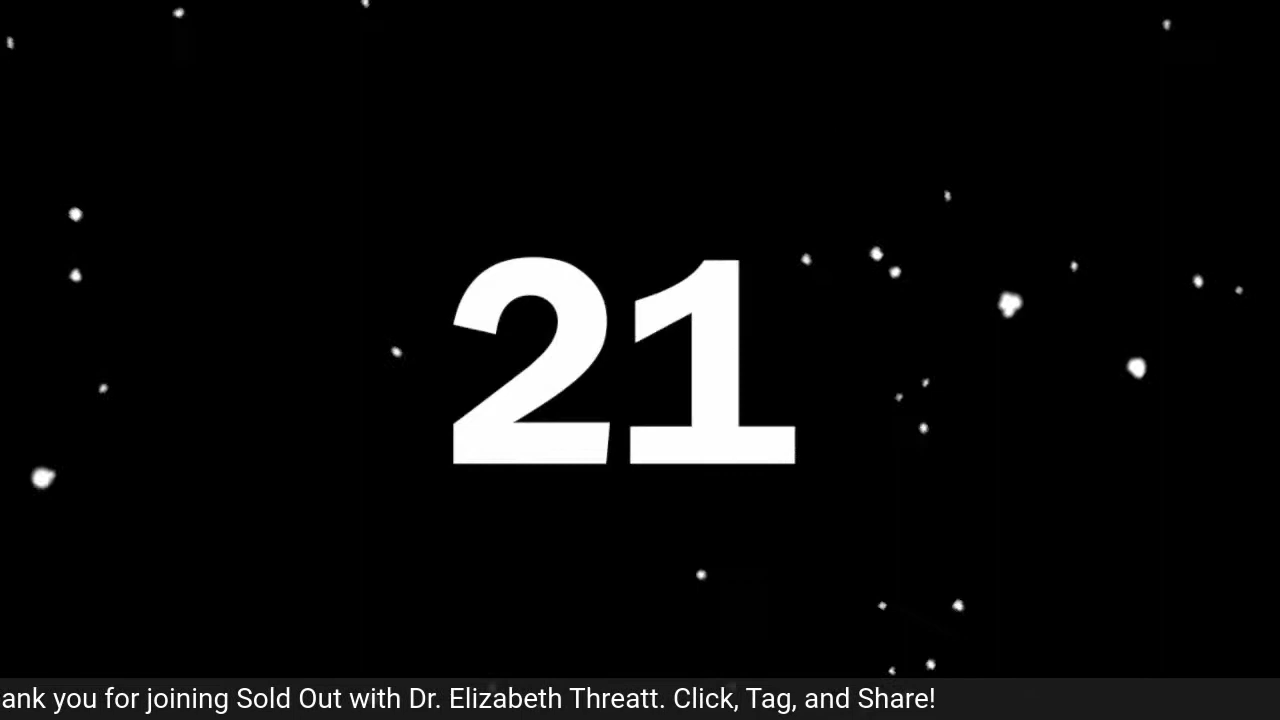 21
ank you for joining Sold Out with Dr. Elizabeth Threatt. Click, Tag, and Share!